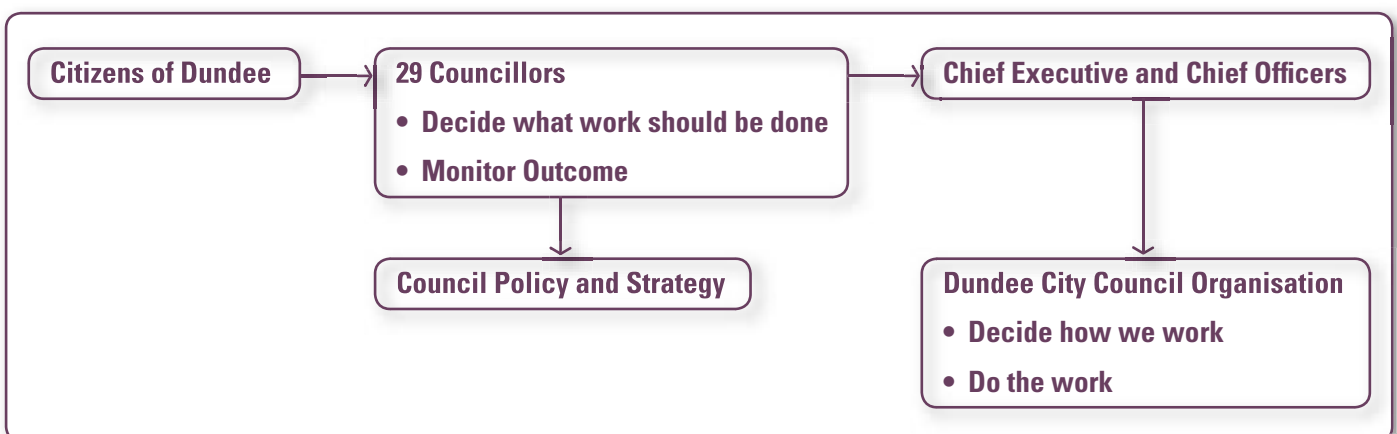 Citizens of Dundee
29 Councillors
• Decide what work should be done
• Monitor Outcome
Chief Executive and Chief Officers
Council Policy and Strategy
Dundee City Council Organisation
• Decide how we work
• Do the work